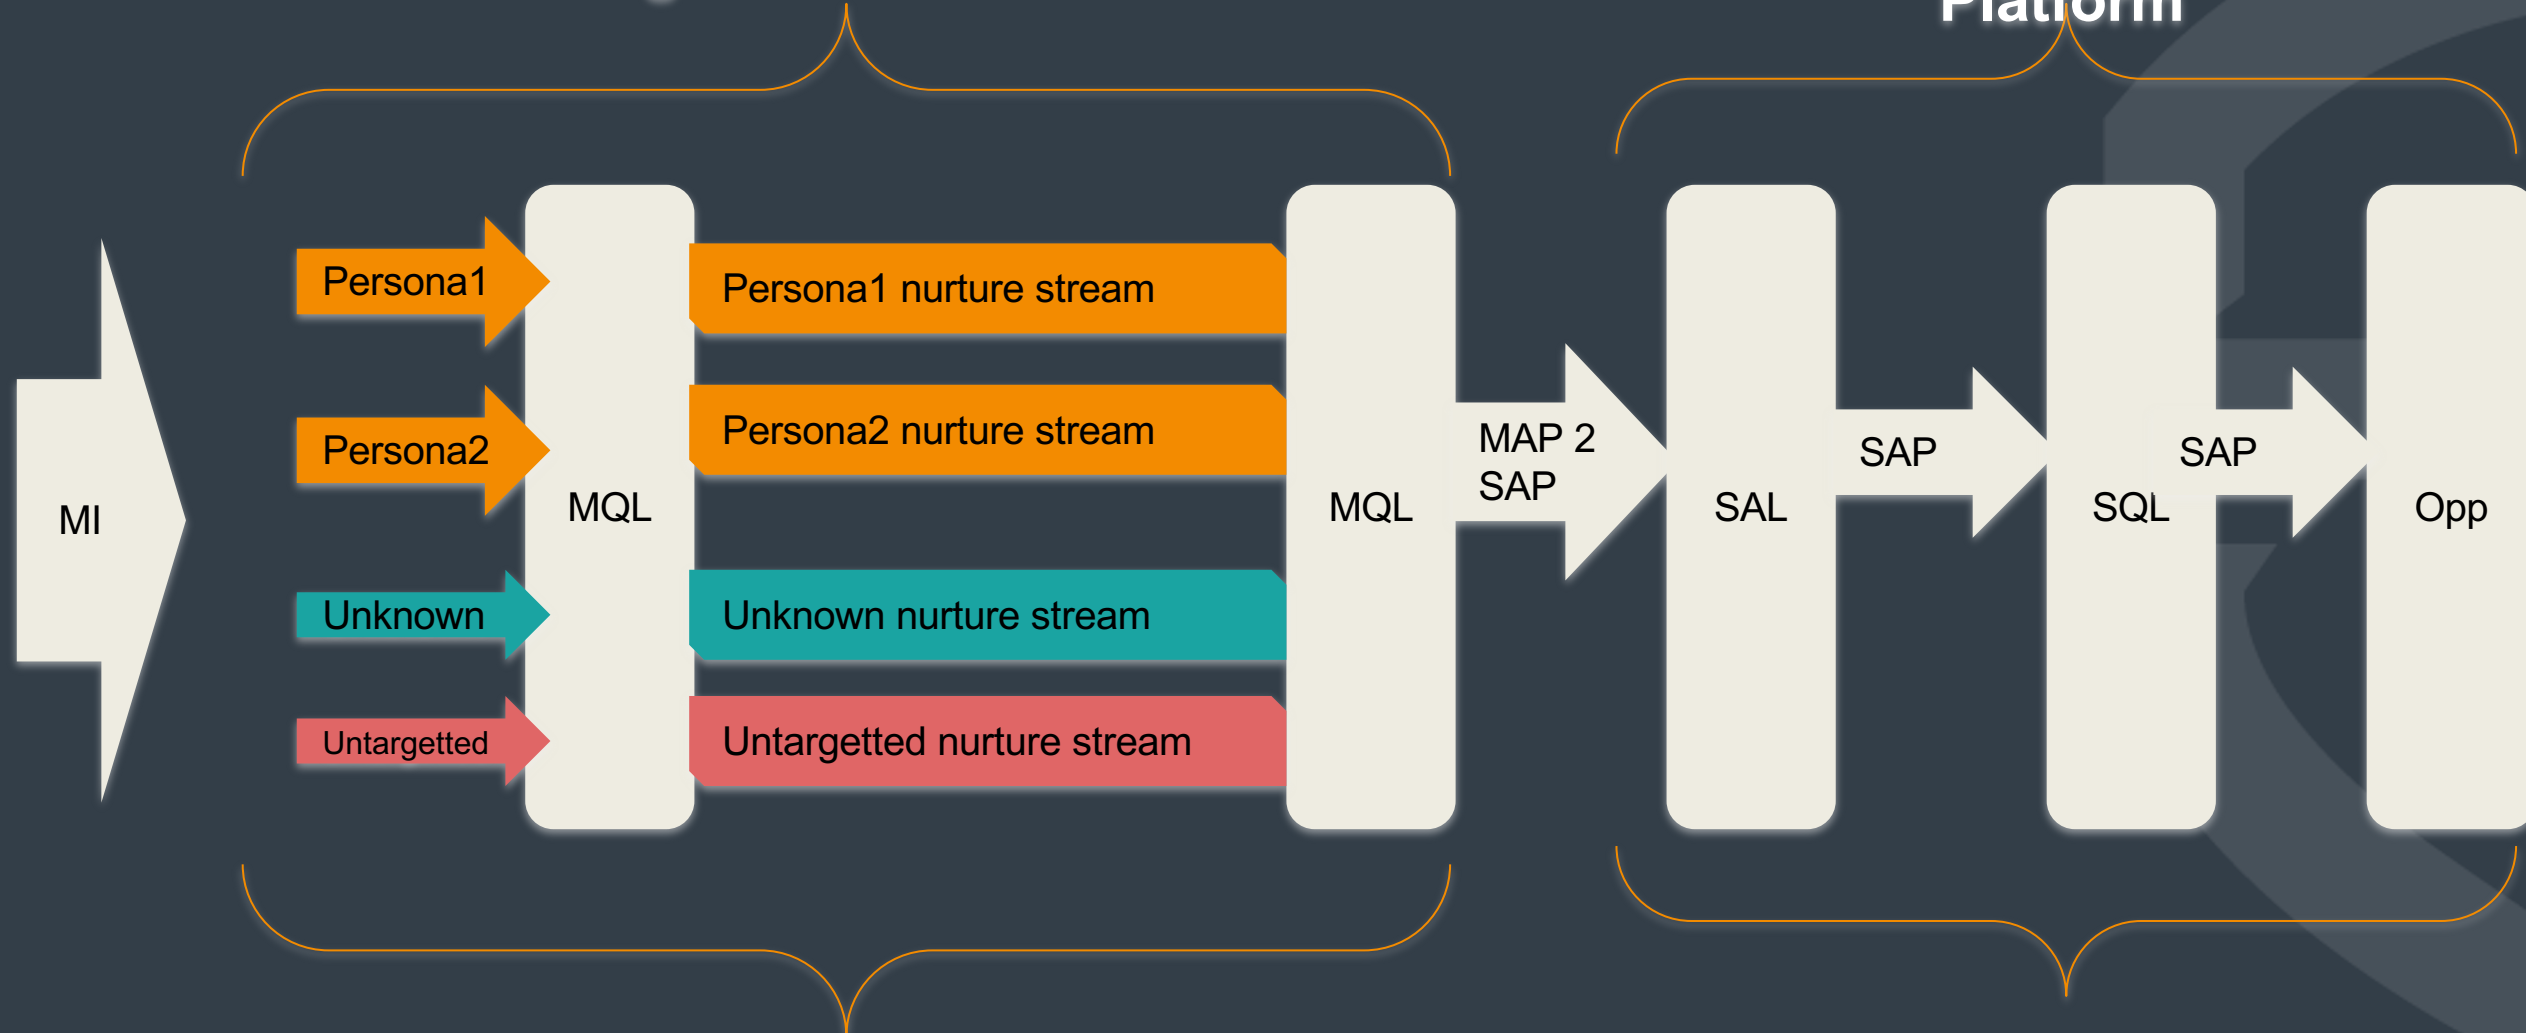 Platform
Persona1
Persona1 nurture stream
Persona2
Persona2 nurture stream
MAP 2
SAP
SAP
SAP
MI
MQL
MQL
SAL
SQL
Opp
Unknown
Unknown nurture stream
Untargetted
Untargetted nurture stream